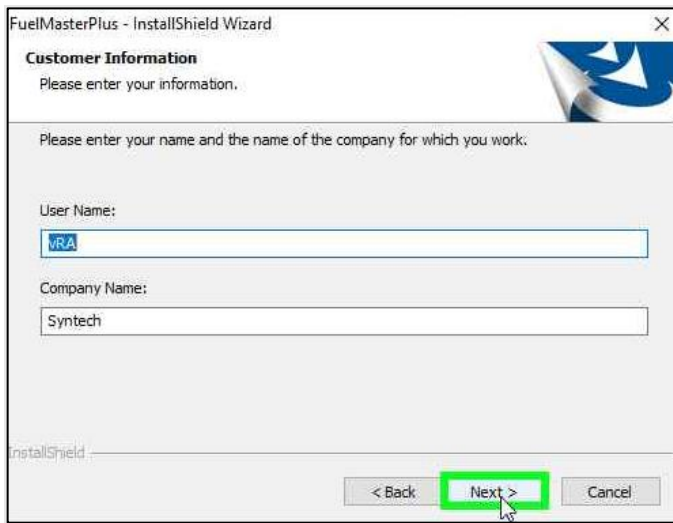 FuelMasterPlus - InstallShield Wizard
Customer Information
Please enter your information.
Please enter your name and the name of the company for which you work.
User Name:
vRA
Company Name:
Syntech
InstallShield
< Back Next > Cancel